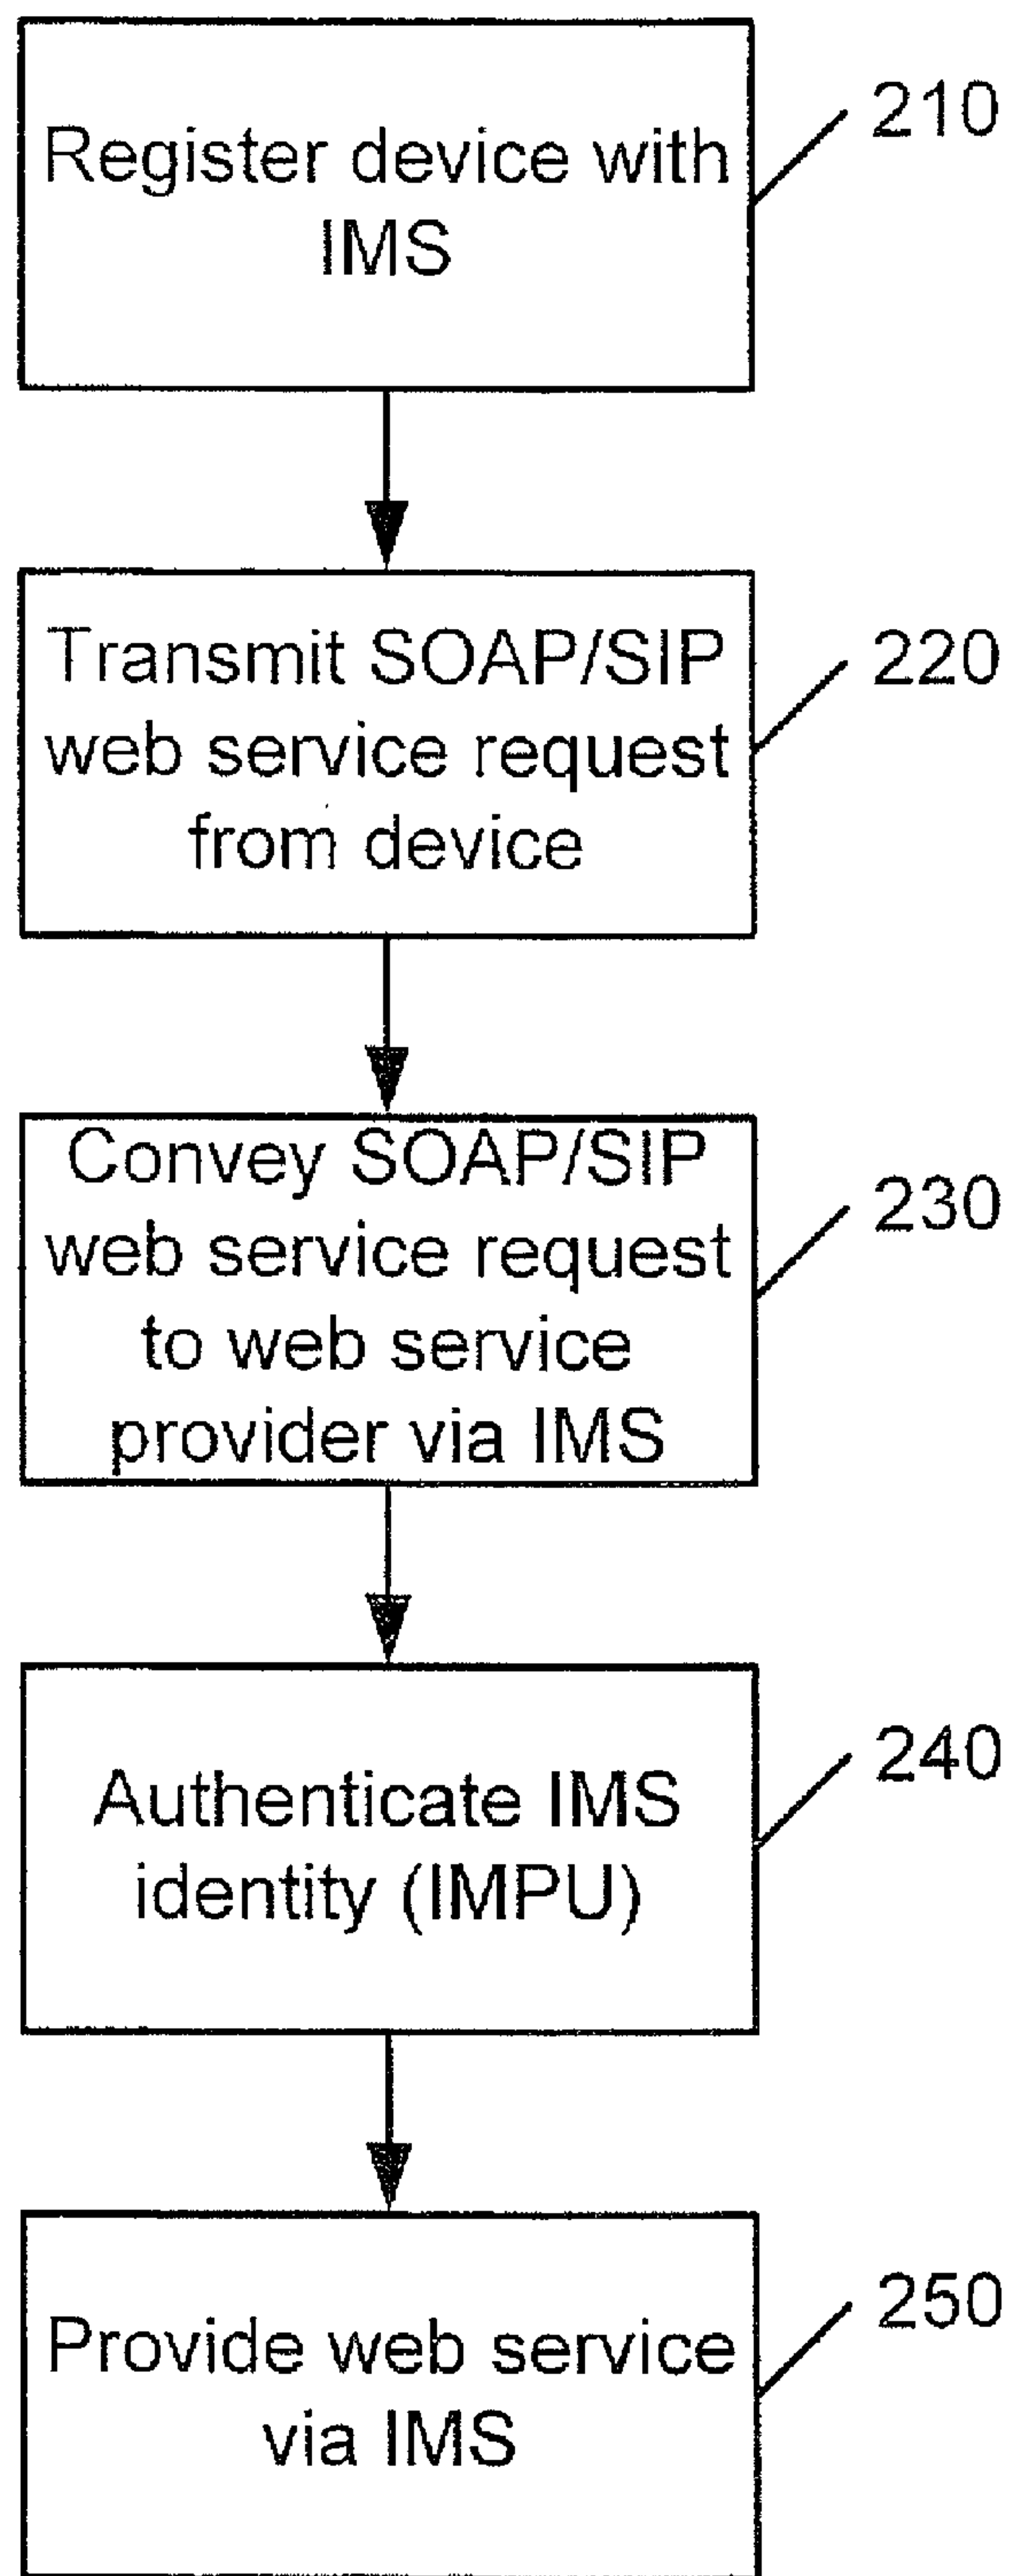 Register device with
IMS
210
Transmit SOAP/SIP
web service request
from device
220
Convey SOAP/SIP
web service request
to web service
provider via IMS
230
Authenticate IMS
identity (IMPU)
240
Provide web service
via IMS
250